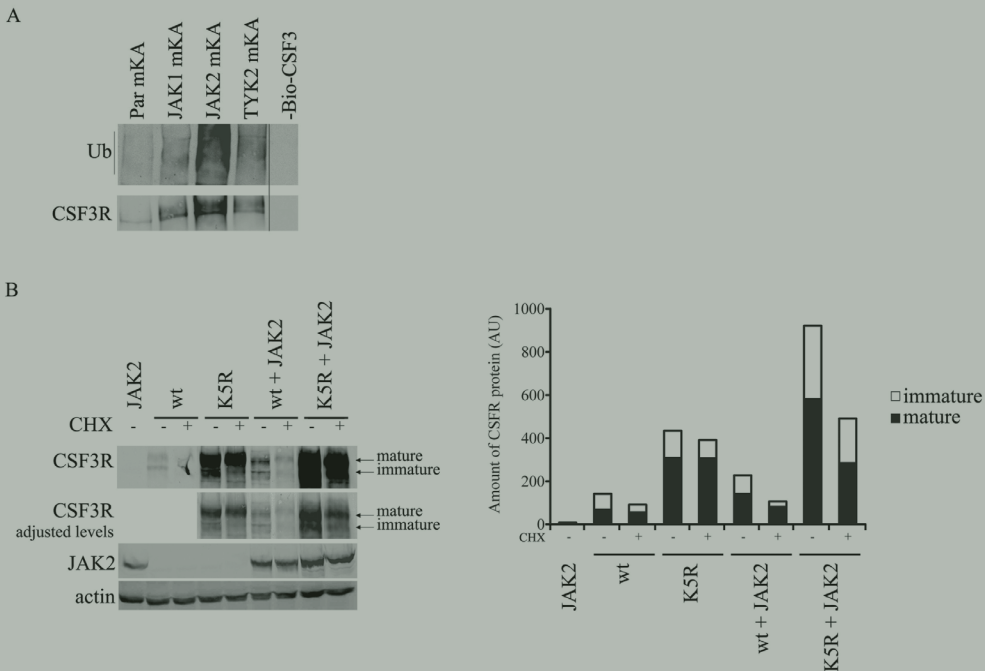 A
Par mKA
JAK1 mKA
JAK2 mKA
TYK2 mKA
-Bio-CSF3
Ub
CSF3R
B
JAK2
wt
K5R
wt + JAK2
K5R + JAK2
CHX - - + - + - + - +
CSF3R
mature
immature
CSF3R
adjusted levels
mature
immature
JAK2
actin
Amount of CSFR protein (AU)
1000
800
600
400
200
0
immature
mature
CHX - - + - + - + - +
JAK2
wt
K5R
wt + JAK2
K5R + JAK2